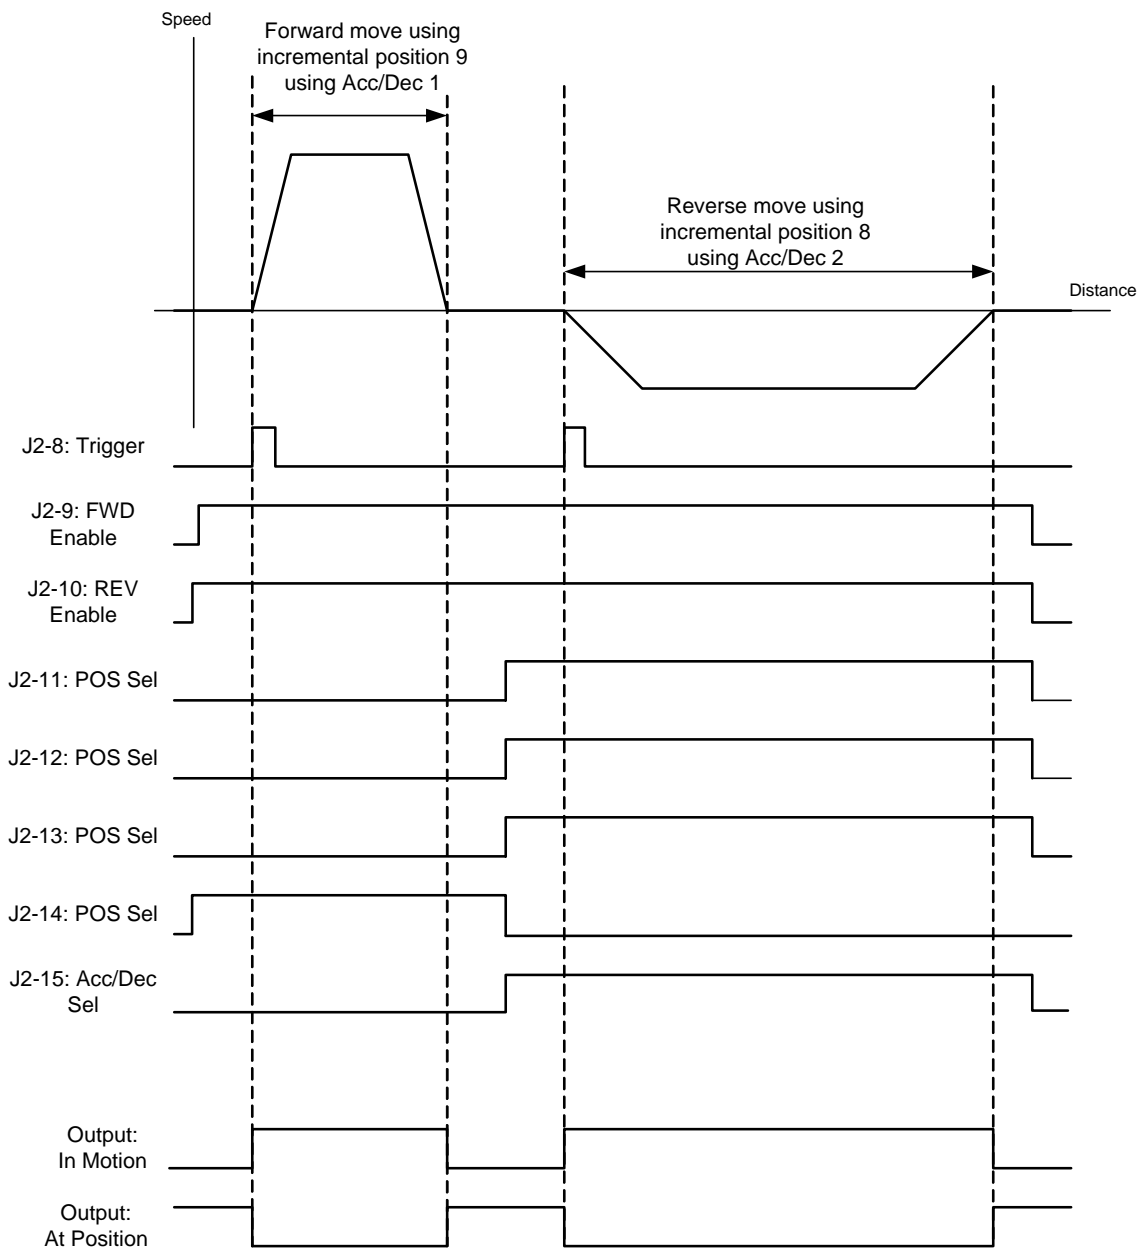 Speed
Forward move using
incremental position 9
using Acc/Dec 1
Reverse move using
incremental position 8
using Acc/Dec 2
Distance
J2-8: Trigger
J2-9: FWD
Enable
J2-10: REV
Enable
J2-11: POS Sel
J2-12: POS Sel
J2-13: POS Sel
J2-14: POS Sel
J2-15: Acc/Dec
Sel
Output:
In Motion
Output:
At Position